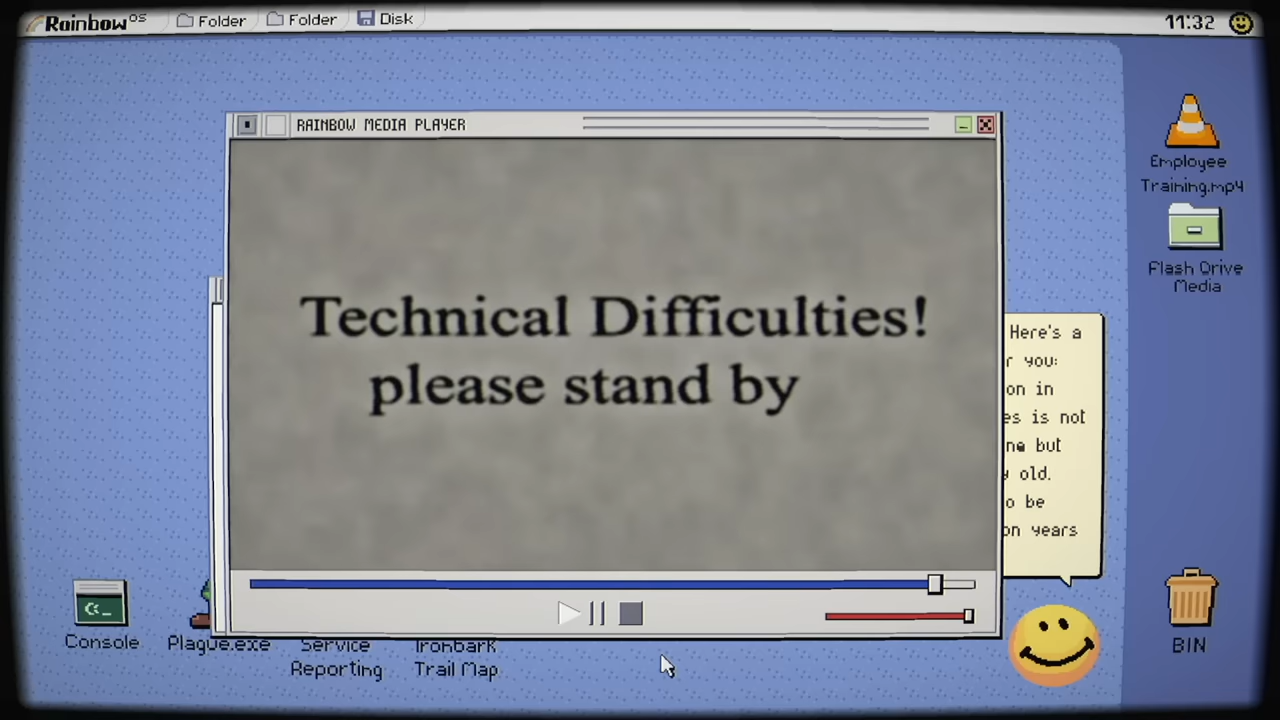 Rainbow OS
Folder
Folder
Disk
11:32
RAINBOW MEDIA PLAYER
Technical Difficulties!
please stand by
Employee
Training.mp4
Flash Drive
Media
Here's a
you:
on in
is not
but
old.
be
years
Console
Plague.exe
Service
Reporting
Ironbark
Trail Map
BIN